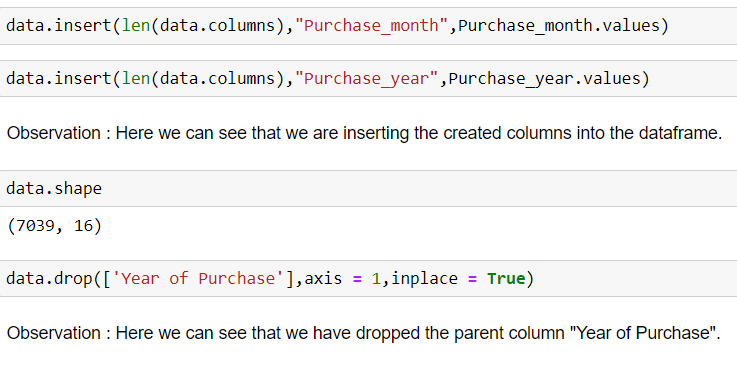 data.insert(len(data.columns),"Purchase_month",Purchase_month.values)
data.insert(len(data.columns),"Purchase_year",Purchase_year.values)
Observation : Here we can see that we are inserting the created columns into the dataframe.
data.shape
(7039, 16)
data.drop(['Year of Purchase'],axis = 1,inplace = True)
Observation : Here we can see that we have dropped the parent column "Year of Purchase".